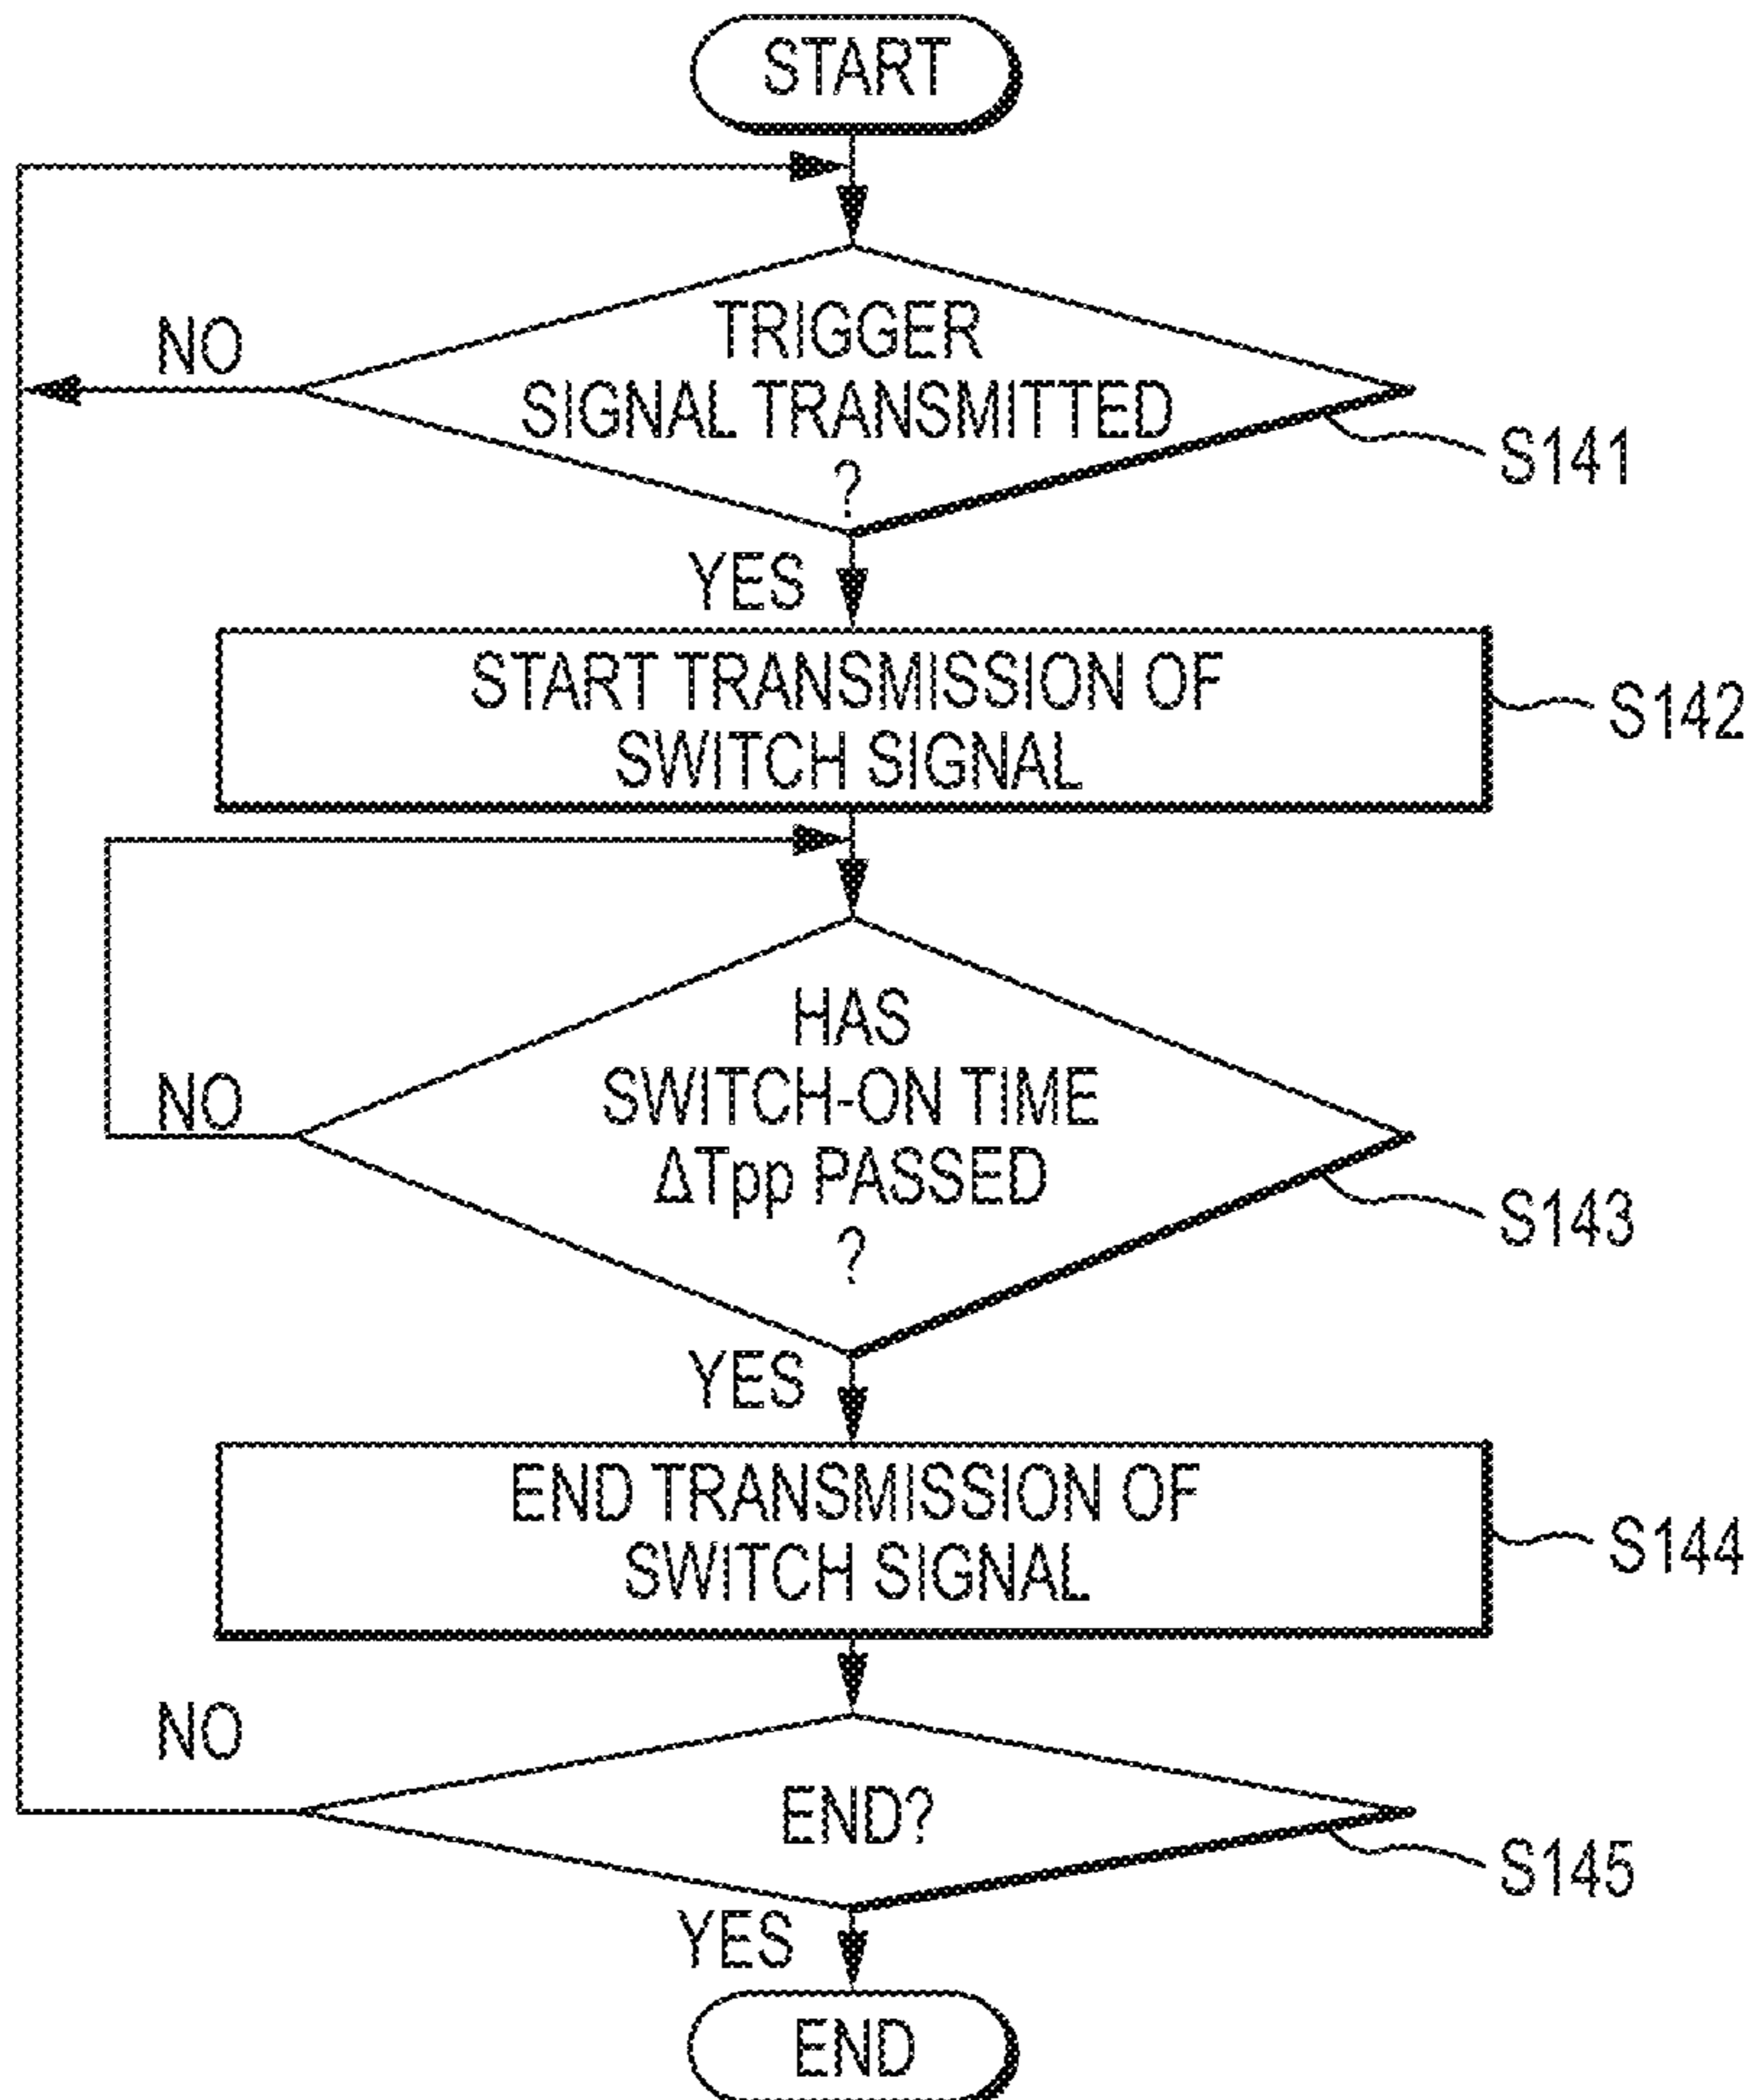 START
TRIGGER
NO
SIGNAL TRANSMITTED
?
S141
YES
START TRANSMISSION OF
SWITCH SIGNAL
S142
HAS
SWITCH-ON TIME
NO
ΔTpp PASSED
?
S143
YES
END TRANSMISSION OF
SWITCH SIGNAL
S144
NO
END?
S145
YES
END